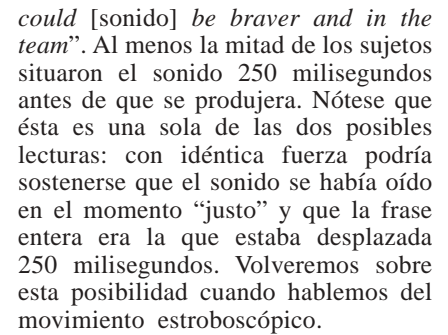 could [sonido] be braver and in the
team”. Al menos la mitad de los sujetos
situaron el sonido 250 milisegundos
antes de que se produjera. Nótese que
ésta es una sola de las dos posibles
lecturas: con idéntica fuerza podría
sostenerse que el sonido se había oído
en el momento “justo” y que la frase
entera era la que estaba desplazada
250 milisegundos. Volveremos sobre
esta posibilidad cuando hablemos del
movimiento estroboscópico.